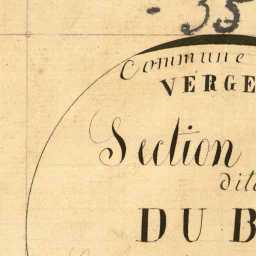 35
Commune
VERGE
Section
dite
DU B